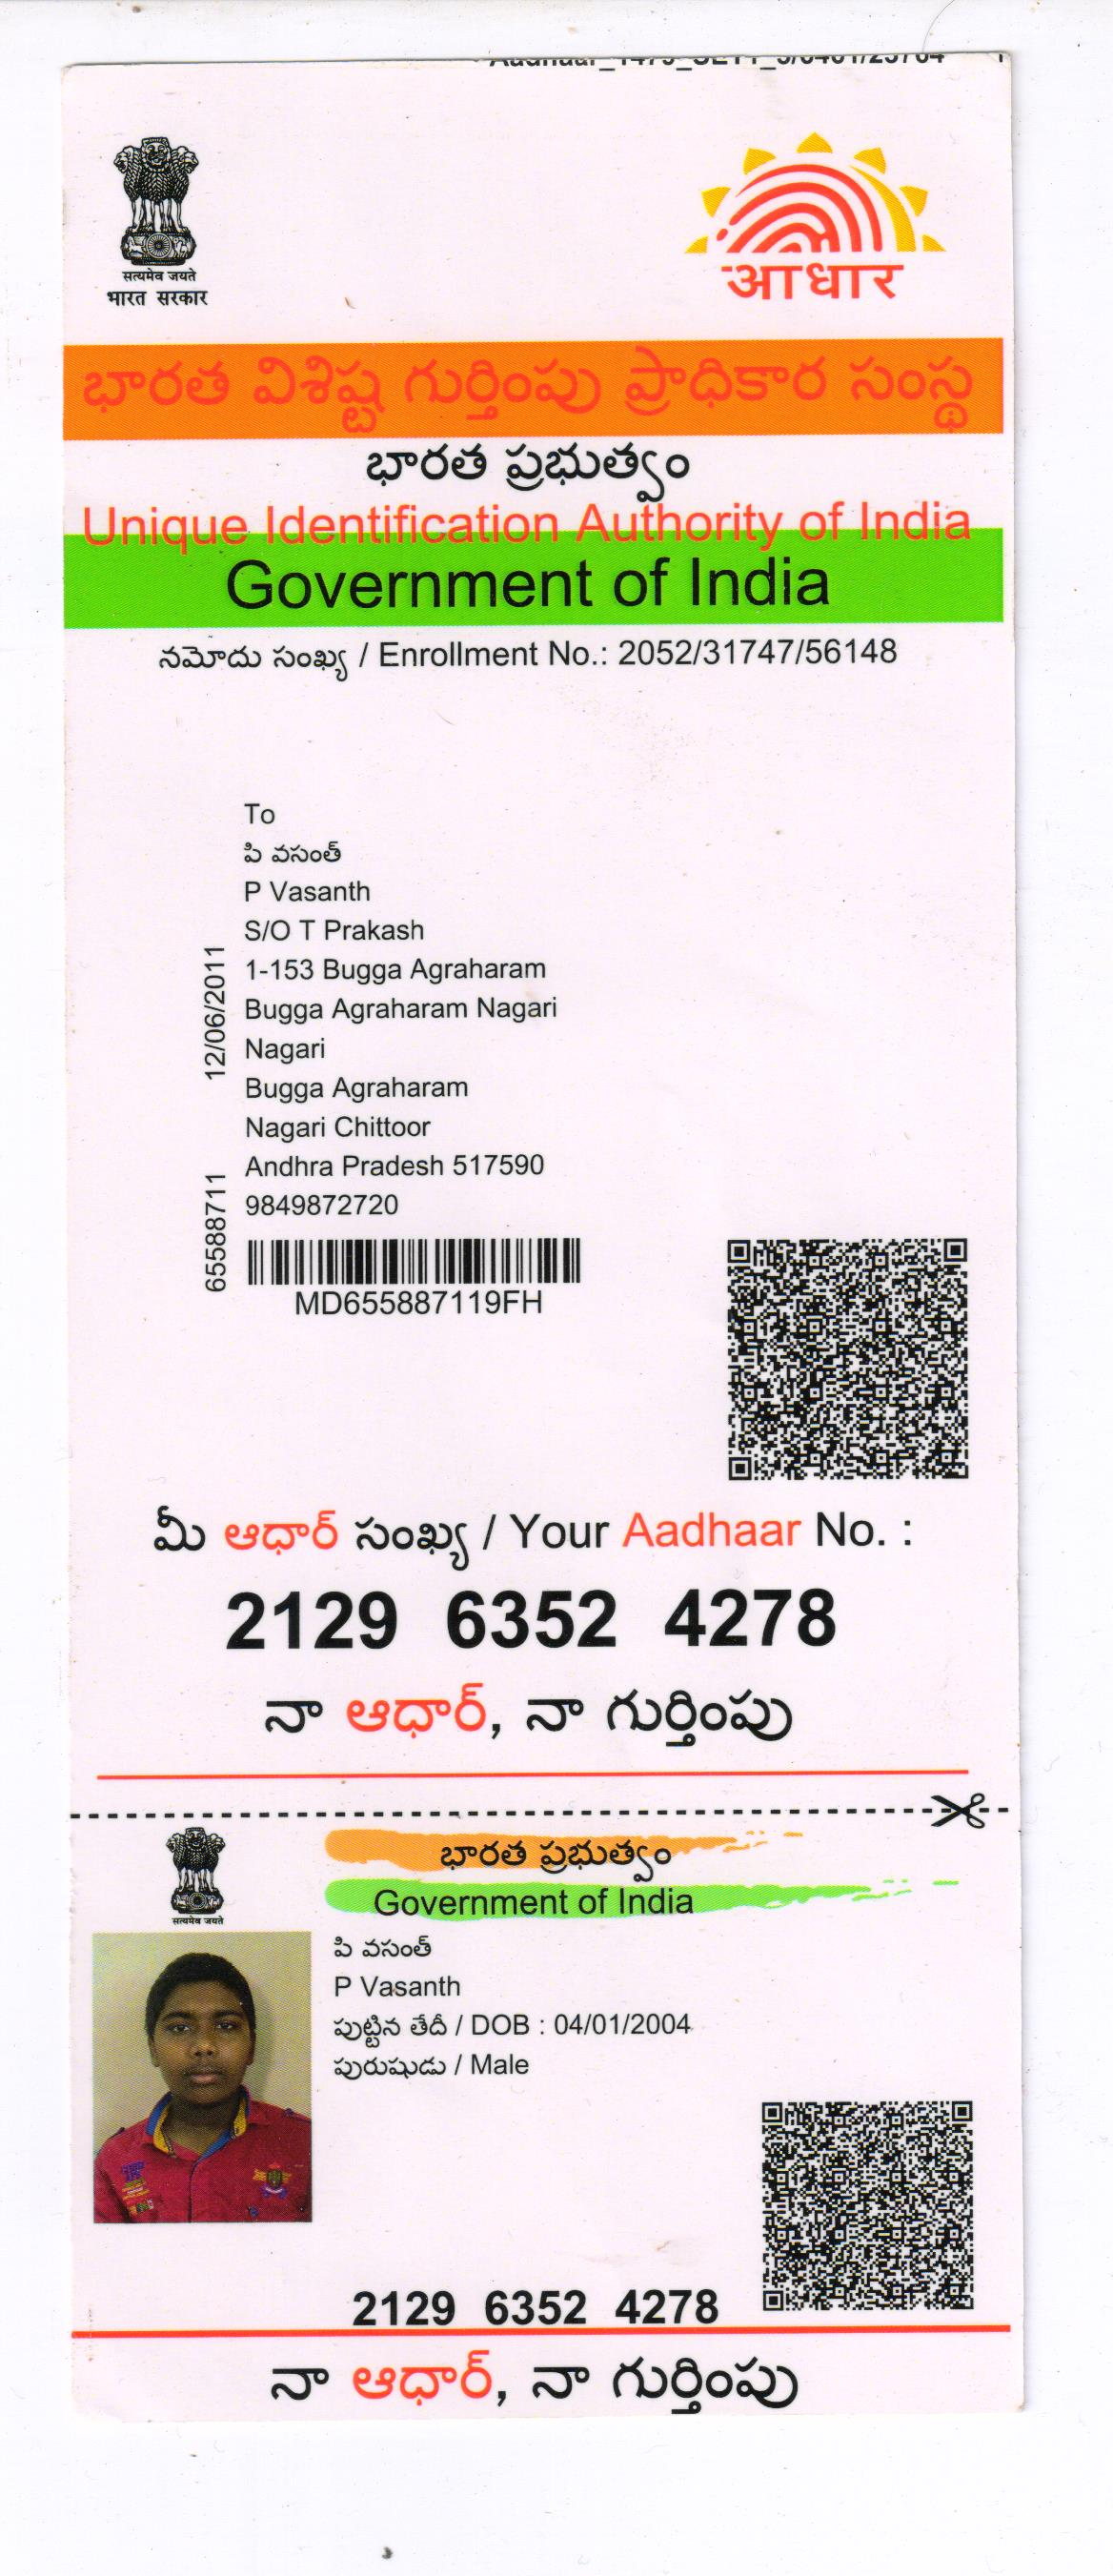 सत्यमेव जयते
भारत सरकार
आधार
భారత విశిష్ట గుర్తింపు ప్రాధికార సంస్థ
భారత ప్రభుత్వం
Unique Identification Authority of India
Government of India
నమోదు సంఖ్య / Enrollment No.: 2052/31747/56148
To
పి వసంత్
P Vasanth
S/O T Prakash
1-153 Bugga Agraharam
Bugga Agraharam Nagari
Nagari
Bugga Agraharam
Nagari Chittoor
Andhra Pradesh 517590
9849872720
12/06/2011
65588711
MD655887119FH
మీ ఆధార్ సంఖ్య / Your Aadhaar No. :
2129 6352 4278
నా ఆధార్, నా గుర్తింపు
భారత ప్రభుత్వం
Government of India
सत्यमेव जयते
పి వసంత్
P Vasanth
పుట్టిన తేదీ / DOB : 04/01/2004
పురుషుడు / Male
2129 6352 4278
నా ఆధార్, నా గుర్తింపు